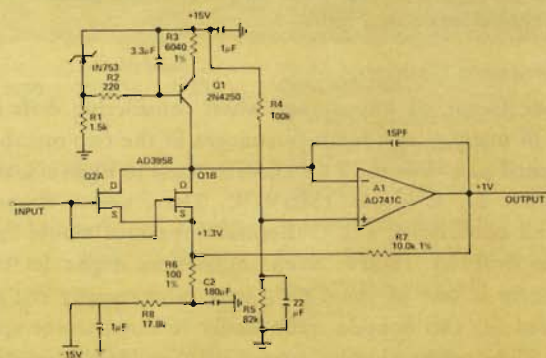 +15V
R3
6040
1%
1μF
3.3μF
IN753
R2
220
Q1
2N4250
R1
1.5k
R4
100k
15PF
AD3958
Q2A
D
S
Q1B
D
S
INPUT
A1
AD741C
+1V
OUTPUT
+1.3V
R7
10.0k 1%
R6
100
1%
C2
180μF
R5
82k
22
μF
R8
17.8k
1μF
-15V